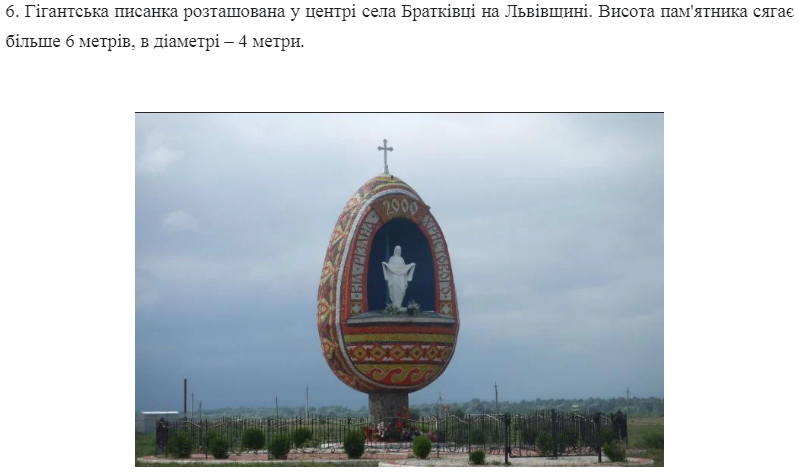 6. Гігантська писанка розташована у центрі села Братківці на Львівщині. Висота пам'ятника сягає
більше 6 метрів, в діаметрі – 4 метри.
2000